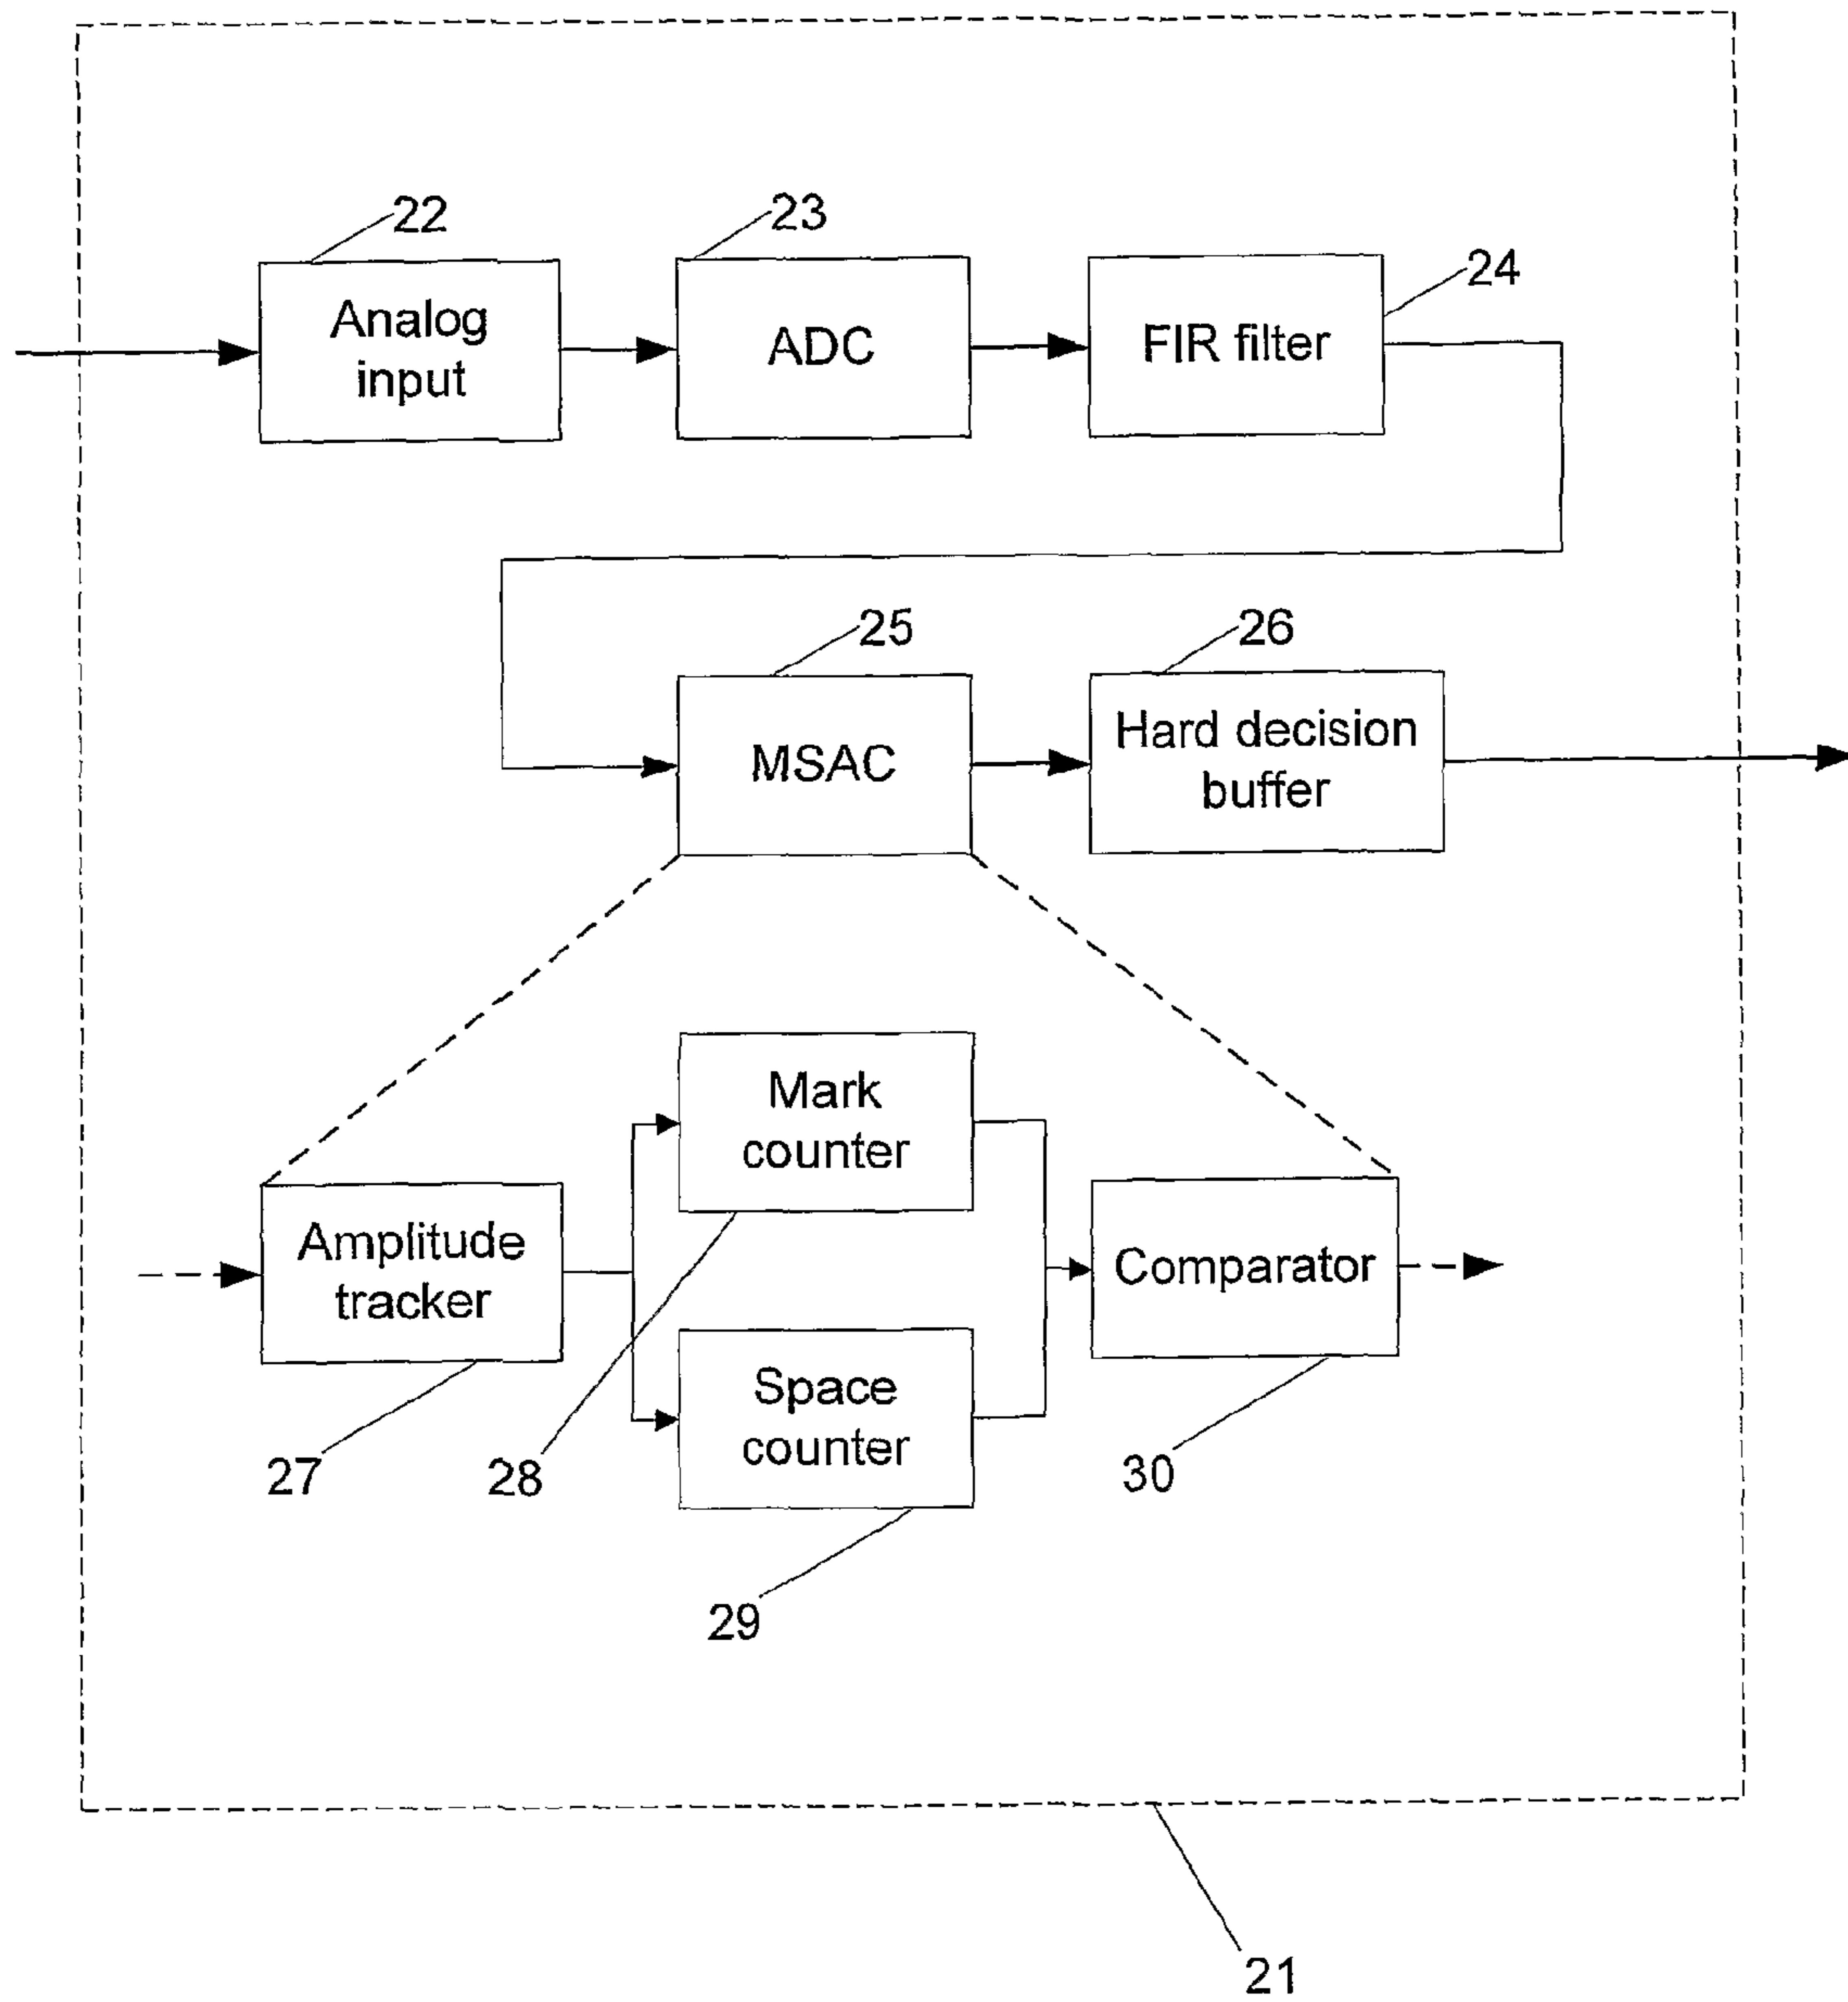 22
23
24
Analog
input
ADC
FIR filter
25
26
MSAC
Hard decision
buffer
Mark
counter
Amplitude
tracker
Comparator
Space
counter
27
28
30
29
21